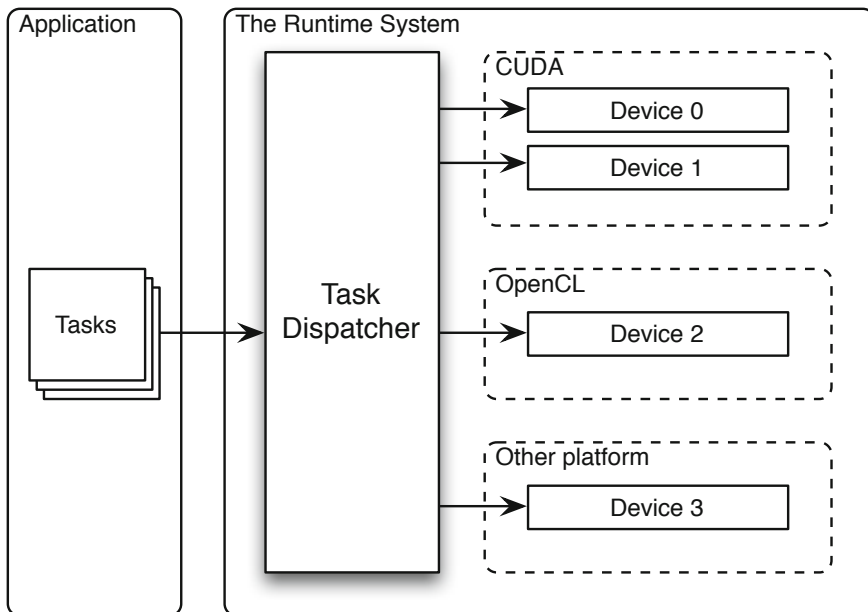 Application
The Runtime System
CUDA
Device 0
Device 1
Tasks
Task
Dispatcher
OpenCL
Device 2
Other platform
Device 3